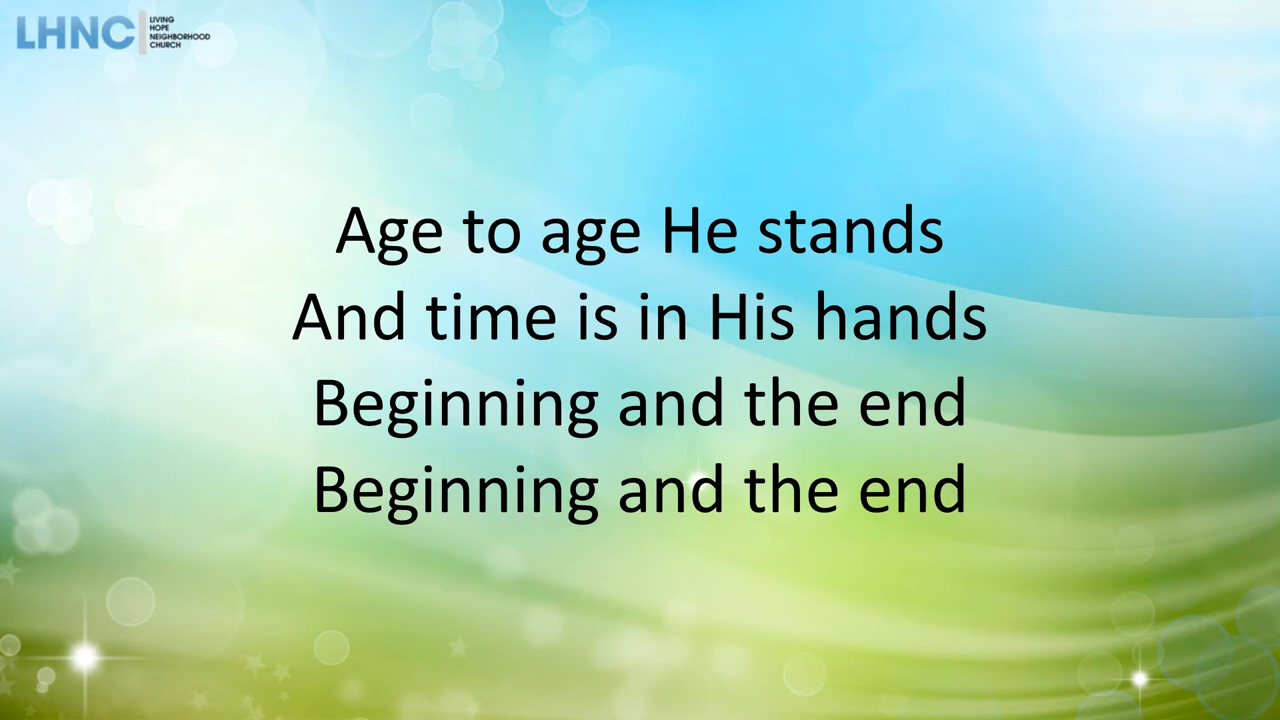 LHNC
LIVING
HOPE
NEIGHBORHOOD
CHURCH
Age to age He stands
And time is in His hands
Beginning and the end
Beginning and the end